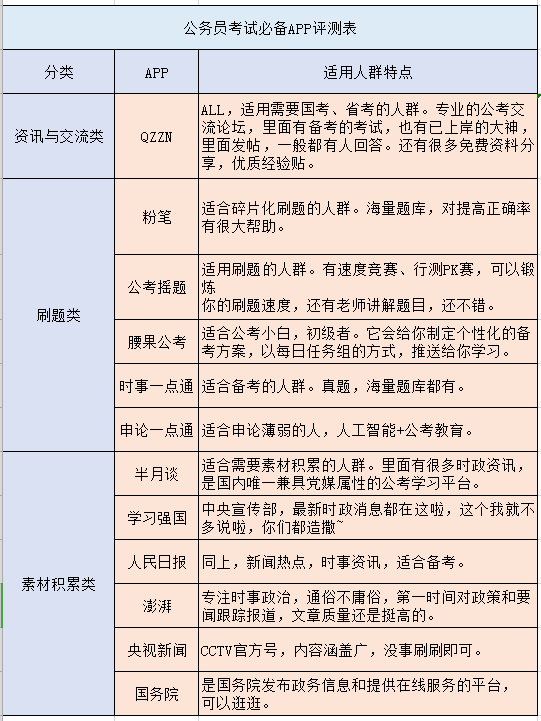 公务员考试必备APP评测表
分类 APP 适用人群特点
资讯与交流类
QZZN
ALL，适用需要国考、省考的人群。专业的公考交
流论坛，里面有备考的考试，也有已上岸的大神，
里面发帖，一般都有人回答。还有很多免费资料分
享，优质经验贴。
刷题类
粉笔
适合碎片化刷题的人群。海量题库，对提高正确率
有很大帮助。
公考摇题
适用刷题的人群。有速度竞赛、行测PK赛，可以锻
炼
你的刷题速度，还有老师讲解题目，还不错。
腰果公考
适合公考小白，初级者。它会给你制定个性化的备
考方案，以每日任务组的方式，推送给你学习。
时事一点通
适合备考的人群。真题，海量题库都有。
申论一点通
适合申论薄弱的人，人工智能+公考教育。
素材积累类
半月谈
适合需要素材积累的人群。里面有很多时政资讯，
是国内唯一兼具党媒属性的公考学习平台。
学习强国
中央宣传部，最新时政消息都在这啦，这个我就不
多说啦，你们都造撒~
人民日报
同上，新闻热点，时事资讯，适合备考。
澎湃
专注时事政治，通俗不庸俗，第一时间对政策和要
闻跟踪报道，文章质量还是挺高的。
央视新闻
CCTV官方号，内容涵盖广，没事刷刷即可。
国务院
是国务院发布政务信息和提供在线服务的平台，
可以逛逛。